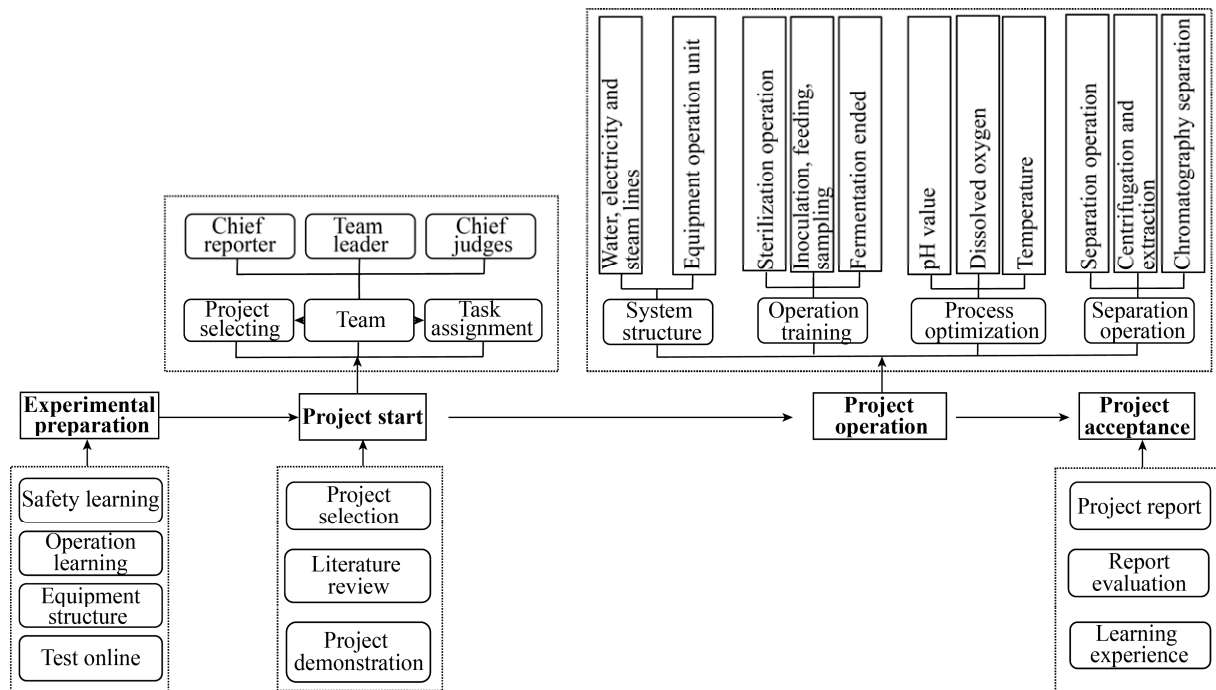 Water, electricity and
steam lines
Equipment operation unit
Sterilization operation
Inoculation, feeding,
sampling
Fermentation ended
pH value
Dissolved oxygen
Temperature
Separation operation
Centrifugation and
extraction
Chromatography separation
System
structure
Operation
training
Process
optimization
Separation
operation
Chief
reporter
Team
leader
Chief
judges
Project
selecting
Team
Task
assignment
Experimental
preparation
Project start
Project
operation
Project
acceptance
Safety learning
Operation
learning
Equipment
structure
Test online
Project
selection
Literature
review
Project
demonstration
Project report
Report
evaluation
Learning
experience